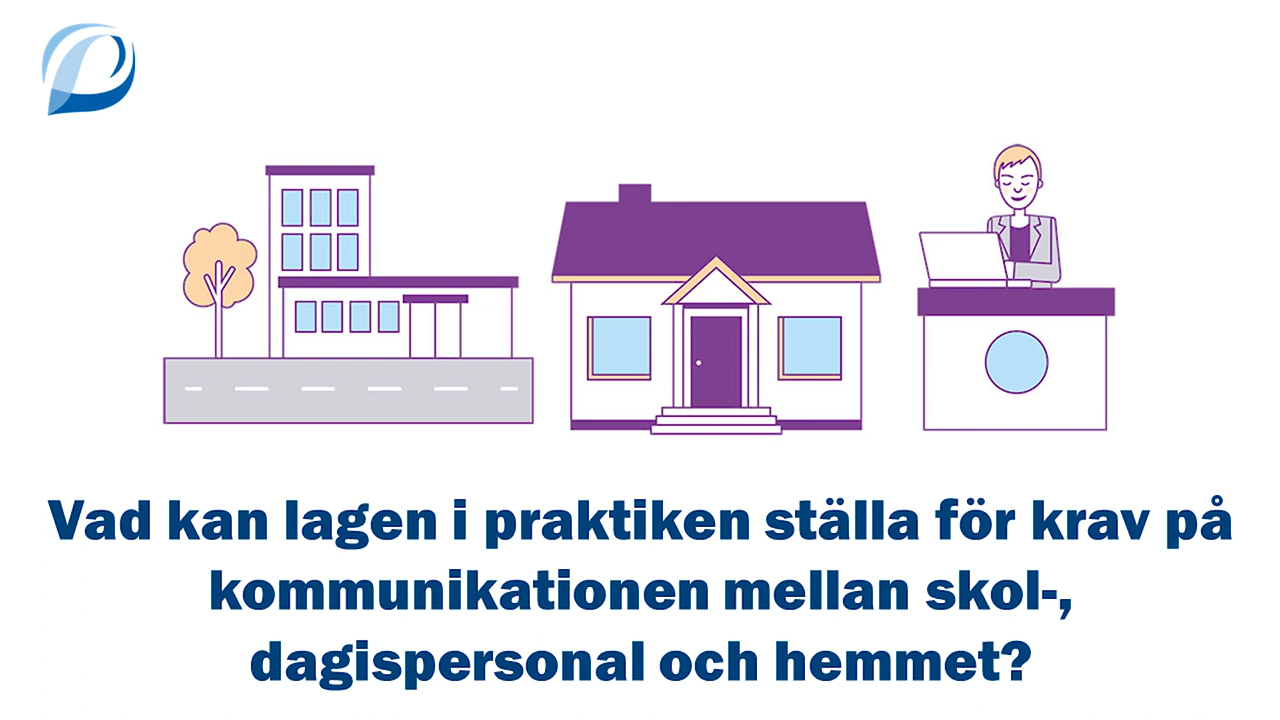 Vad kan lagen i praktiken ställa för krav på
kommunikationen mellan skol-,
dagispersonal och hemmet?